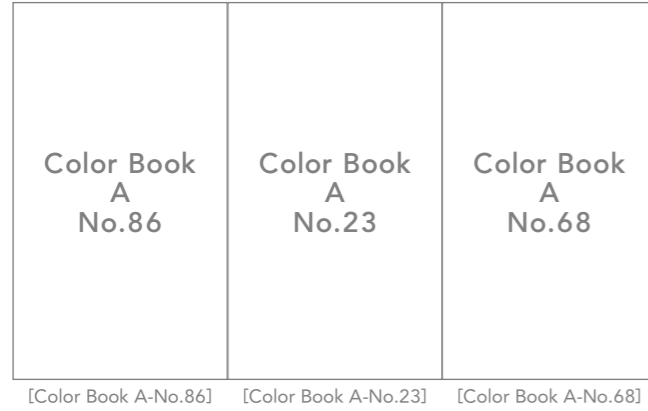 Color Book
A
No.86
Color Book
A
No.23
Color Book
A
No.68
[Color Book A-No.86]
[Color Book A-No.23]
[Color Book A-No.68]